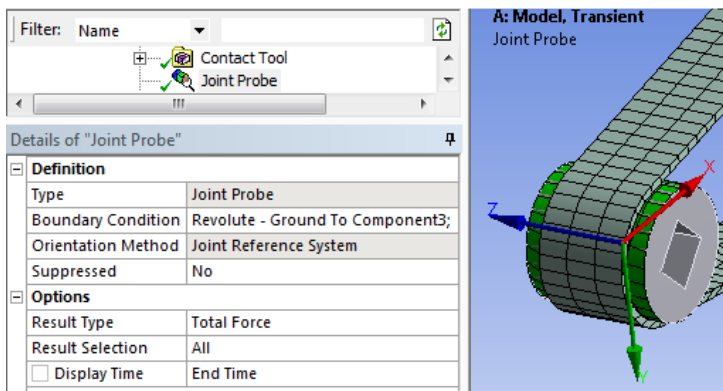 Filter: Name
Contact Tool
Joint Probe
Details of "Joint Probe"
Definition
Type Joint Probe
Boundary Condition Revolute - Ground To Component3;
Orientation Method Joint Reference System
Suppressed No
Options
Result Type Total Force
Result Selection All
Display Time End Time
A: Model, Transient
Joint Probe
X
Z
Y